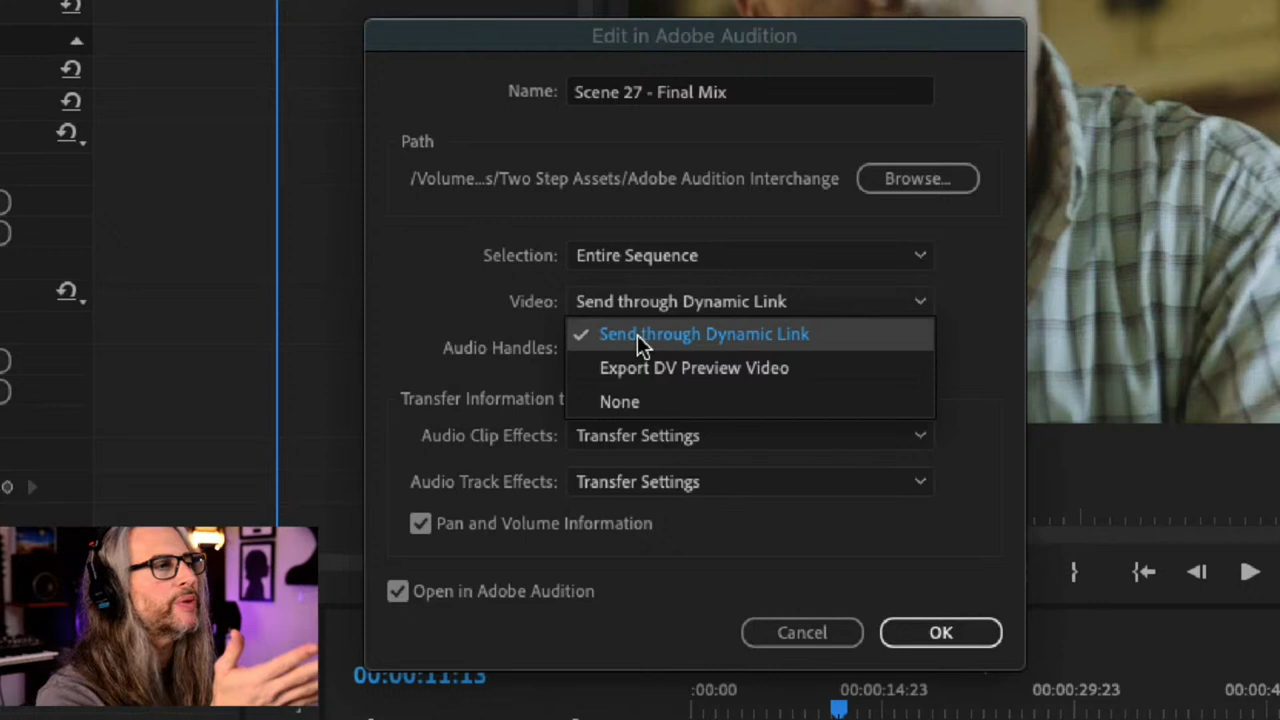 Edit in Adobe Audition
Name: Scene 27 - Final Mix
Path
/Volume...s/Two Step Assets/Adobe Audition Interchange Browse...
Selection: Entire Sequence
Video: Send through Dynamic Link
Send through Dynamic Link
Audio Handles:
Export DV Preview Video
None
Transfer Information t
Audio Clip Effects: Transfer Settings
Audio Track Effects: Transfer Settings
Pan and Volume Information
Open in Adobe Audition
Cancel OK
00:00:11:13
:00:00 00:00:14:23 00:00:29:23 00:00:4